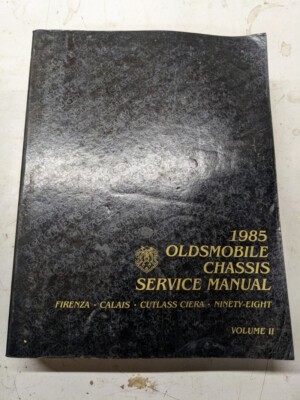 1985
OLDSMOBILE
CHASSIS
SERVICE MANUAL
FIRENZA · CALAIS · CUTLASS CIERA · NINETY-EIGHT
VOLUME II